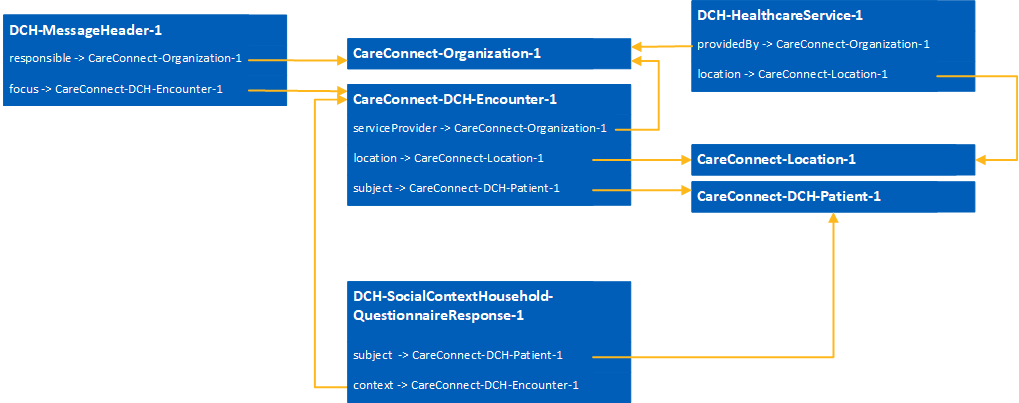 DCH-MessageHeader-1
responsible -> CareConnect-Organization-1
focus -> CareConnect-DCH-Encounter-1
CareConnect-Organization-1
CareConnect-DCH-Encounter-1
serviceProvider -> CareConnect-Organization-1
location -> CareConnect-Location-1
subject -> CareConnect-DCH-Patient-1
DCH-HealthcareService-1
providedBy -> CareConnect-Organization-1
location -> CareConnect-Location-1
CareConnect-Location-1
CareConnect-DCH-Patient-1
DCH-SocialContextHousehold-
QuestionnaireResponse-1
subject -> CareConnect-DCH-Patient-1
context -> CareConnect-DCH-Encounter-1